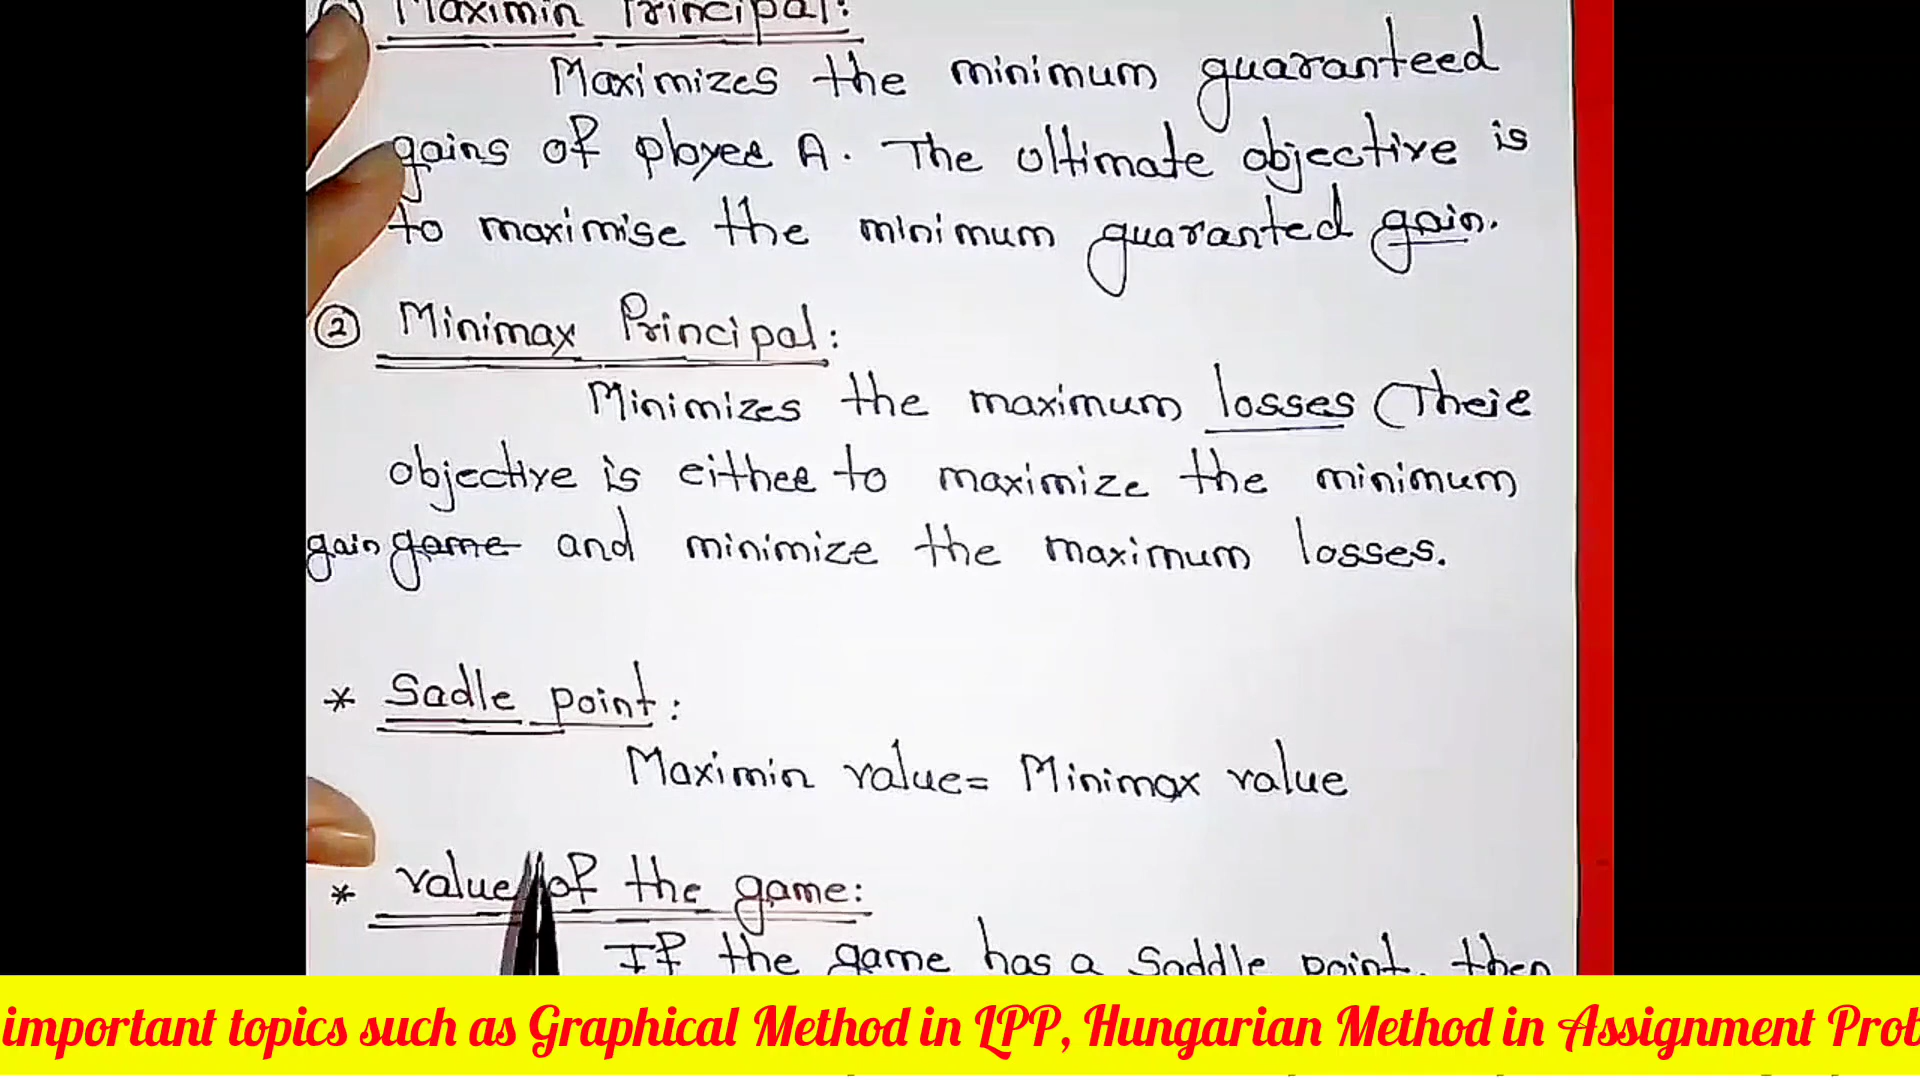 Maximin Principal:
Maximizes the minimum guaranteed
gains of player A. The ultimate objective is
to maximise the minimum guaranted gain.
② Minimax Principal:
Minimizes the maximum losses (Their
objective is either to maximize the minimum
gain game and minimize the maximum losses.
* Sadle point:
Maximin value= Minimax value
* value of the game:
If the game has a Saddle point, then
important topics such as Graphical Method in LPP, Hungarian Method in Assignment Prob